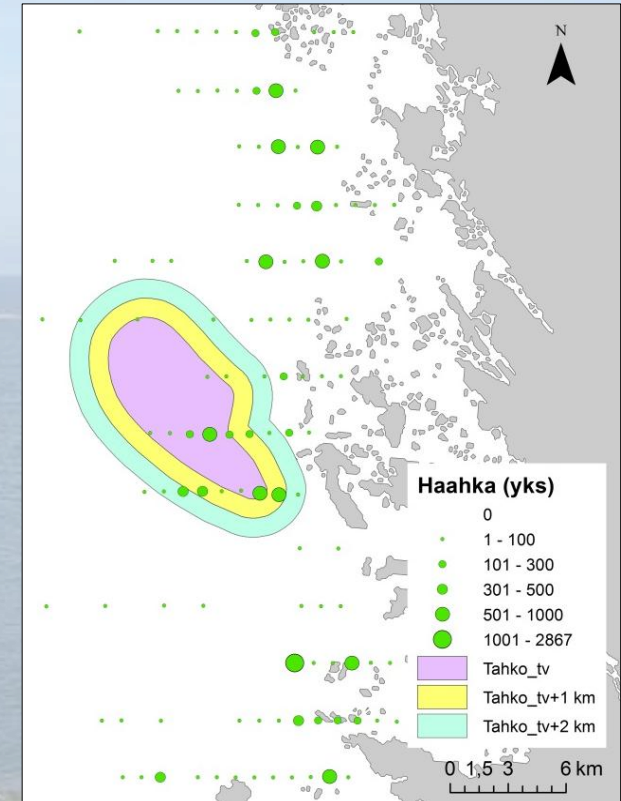 N
Haahka (yks)
0
1 - 100
101 - 300
301 - 500
501 - 1000
1001 - 2867
Tahko_tv
Tahko_tv+1 km
Tahko_tv+2 km
0 1,5 3 6 km